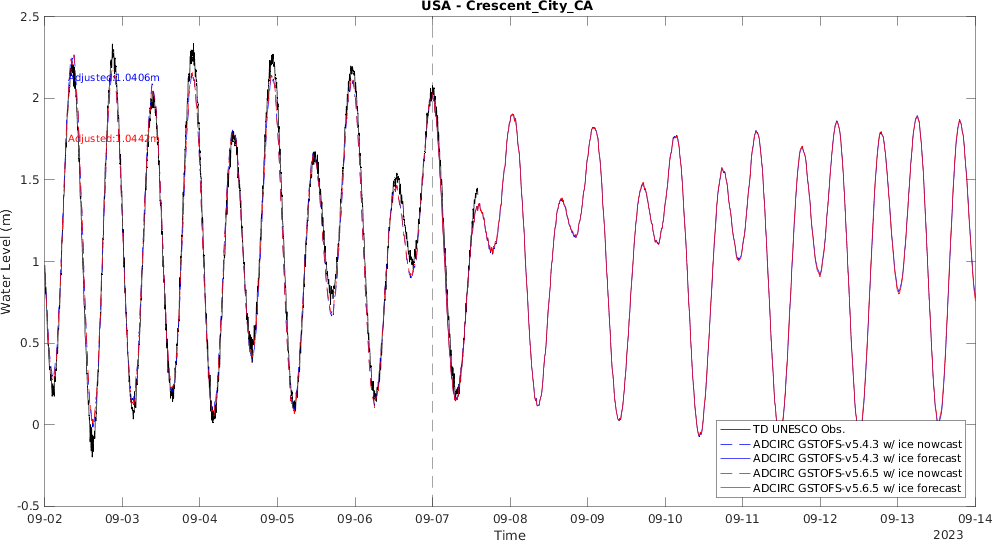 USA - Crescent_City_CA
2.5
2
1.5
1
0.5
0
-0.5
Water Level (m)
Adjusted:1.0406m
Adjusted:1.0442m
TD UNESCO Obs.
ADCIRC GSTOFS-v5.4.3 w/ ice nowcast
ADCIRC GSTOFS-v5.4.3 w/ ice forecast
ADCIRC GSTOFS-v5.6.5 w/ ice nowcast
ADCIRC GSTOFS-v5.6.5 w/ ice forecast
09-02 09-03 09-04 09-05 09-06 09-07 09-08 09-09 09-10 09-11 09-12 09-13 09-14
Time
2023